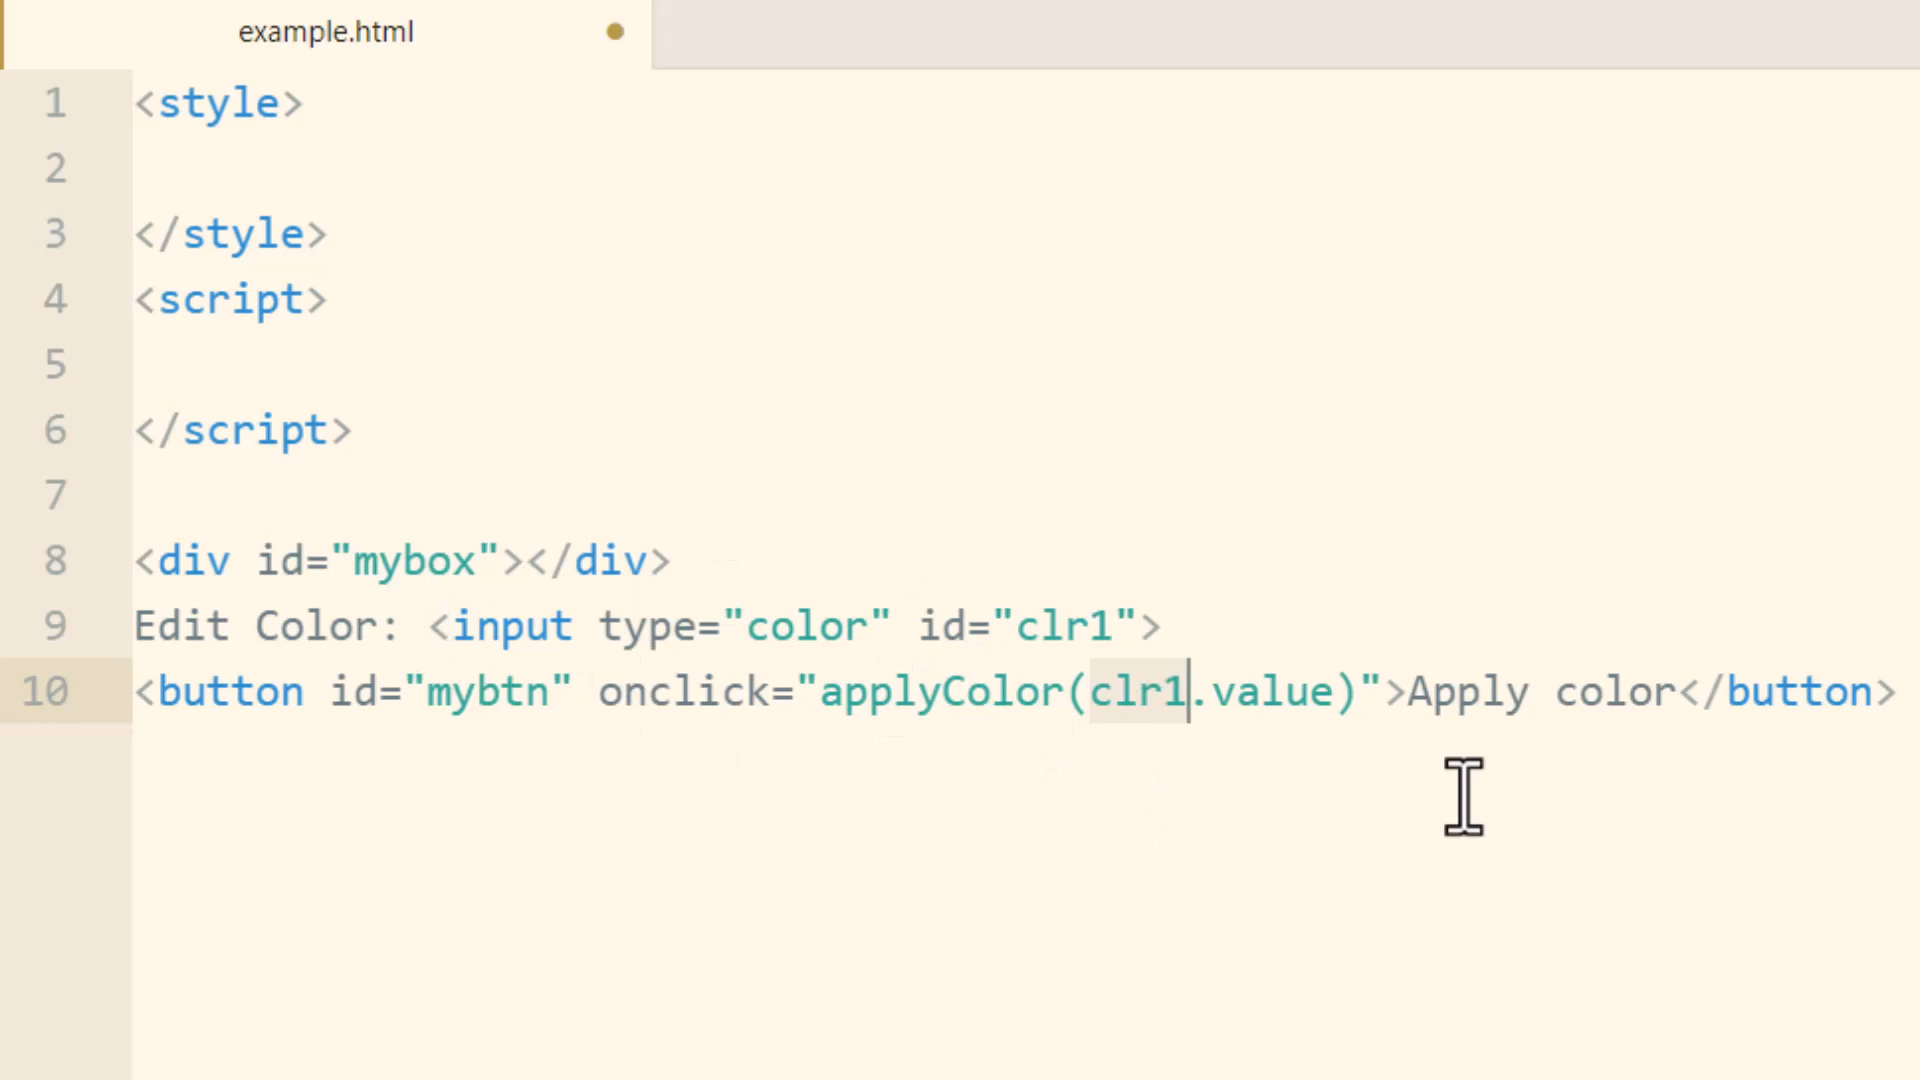 example.html
1 <style>
2
3 </style>
4 <script>
5
6 </script>
7
8 <div id="mybox"></div>
9 Edit Color: <input type="color" id="clr1">
10 <button id="mybtn" onclick="applyColor(clr1.value)">Apply color</button>